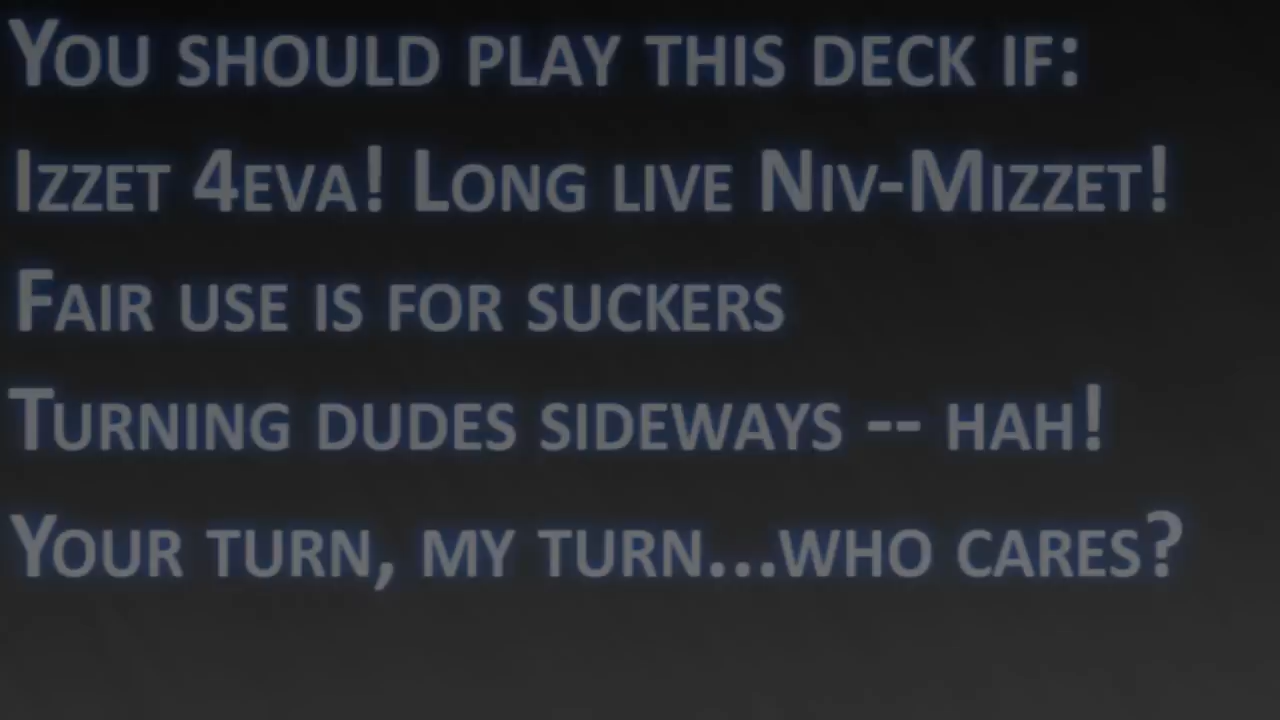 You should play this deck if:
Izzet 4eva! Long live Niv-Mizzet!
Fair use is for suckers
Turning dudes sideways -- hah!
Your turn, my turn...who cares?